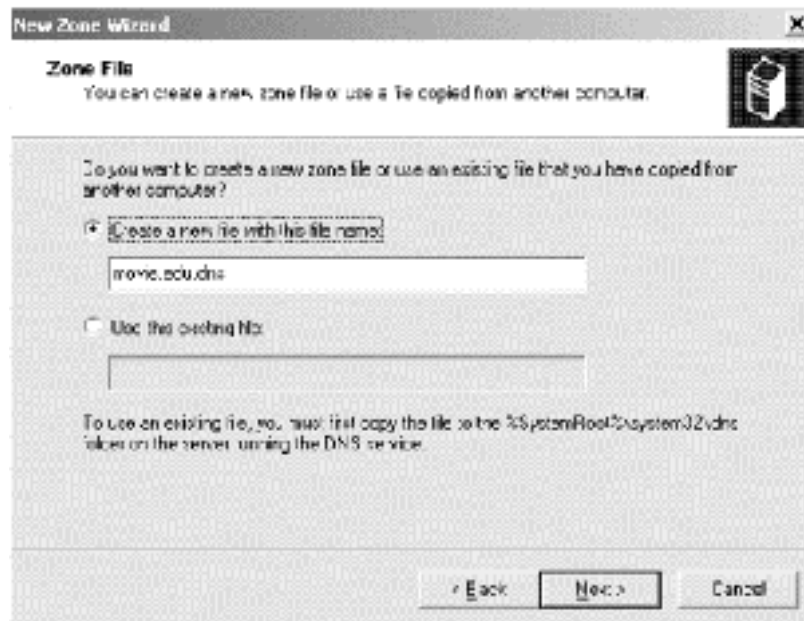 New Zone Wizard
Zone File
You can create a new zone file or use a file copied from another computer.
Do you want to create a new zone file or use an existing file that you have copied from
another computer?
Create a new file with this file name:
movie.edu.dns
Use this existing file:
To use an existing file, you must first copy the file to the %SystemRoot%\system32\dns
folder on the server running the DNS service.
< Back
Next >
Cancel